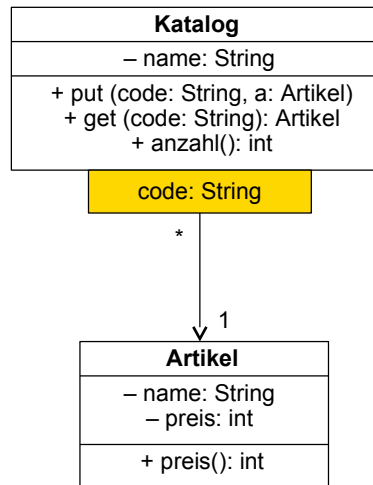 Katalog
– name: String
+ put (code: String, a: Artikel)
+ get (code: String): Artikel
+ anzahl(): int
code: String
*
1
Artikel
– name: String
– preis: int
+ preis(): int